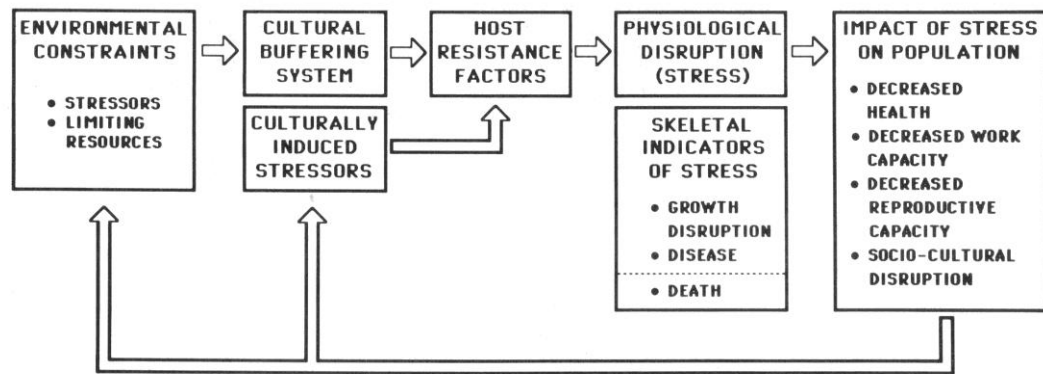 ENVIRONMENTAL
CONSTRAINTS
• STRESSORS
• LIMITING
RESOURCES
CULTURAL
BUFFERING
SYSTEM
CULTURALLY
INDUCED
STRESSORS
HOST
RESISTANCE
FACTORS
PHYSIOLOGICAL
DISRUPTION
(STRESS)
SKELETAL
INDICATORS
OF STRESS
• GROWTH
DISRUPTION
• DISEASE
• DEATH
IMPACT OF STRESS
ON POPULATION
• DECREASED
HEALTH
• DECREASED WORK
CAPACITY
• DECREASED
REPRODUCTIVE
CAPACITY
• SOCIO-CULTURAL
DISRUPTION